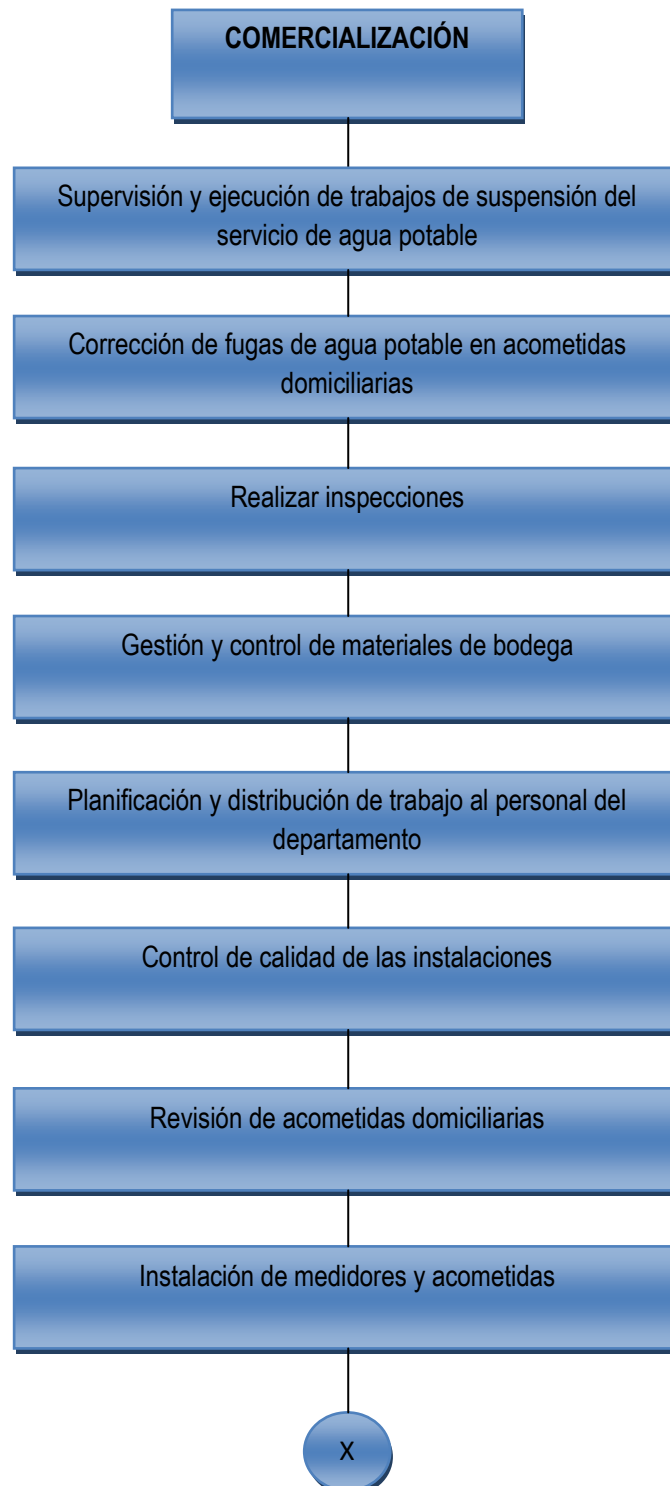 COMERCIALIZACIÓN
Supervisión y ejecución de trabajos de suspensión del
servicio de agua potable
Corrección de fugas de agua potable en acometidas
domiciliarias
Realizar inspecciones
Gestión y control de materiales de bodega
Planificación y distribución de trabajo al personal del
departamento
Control de calidad de las instalaciones
Revisión de acometidas domiciliarias
Instalación de medidores y acometidas
X